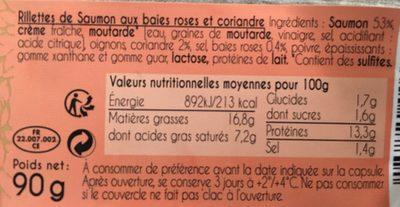 Rillettes de Saumon aux baies roses et coriandre Ingrédients : Saumon 53%,
crème fraîche, moutarde* [eau, graines de moutarde, vinaigre, sel, acidifiant :
acide citrique], oignons, coriandre 2%, sel, baies roses 0,4%, poivre, épaississants :
gomme xanthane et gomme guar, lactose, protéines de lait. *Contient des sulfites.
Valeurs nutritionnelles moyennes pour 100g
Énergie 892kJ/213 kcal
Matières grasses 16,8g
dont acides gras saturés 7,2g
Glucides 1,7g
dont sucres 1,6g
Protéines 13,3g
Sel 1,4g
FR
22.007.002
CE
Poids net :
90 g
À consommer de préférence avant la date indiquée sur la capsule.
Après ouverture, se conserve 3 jours à +2°/+4°C. Ne pas consommer
si le couvercle ne fait pas clac à l'ouverture.